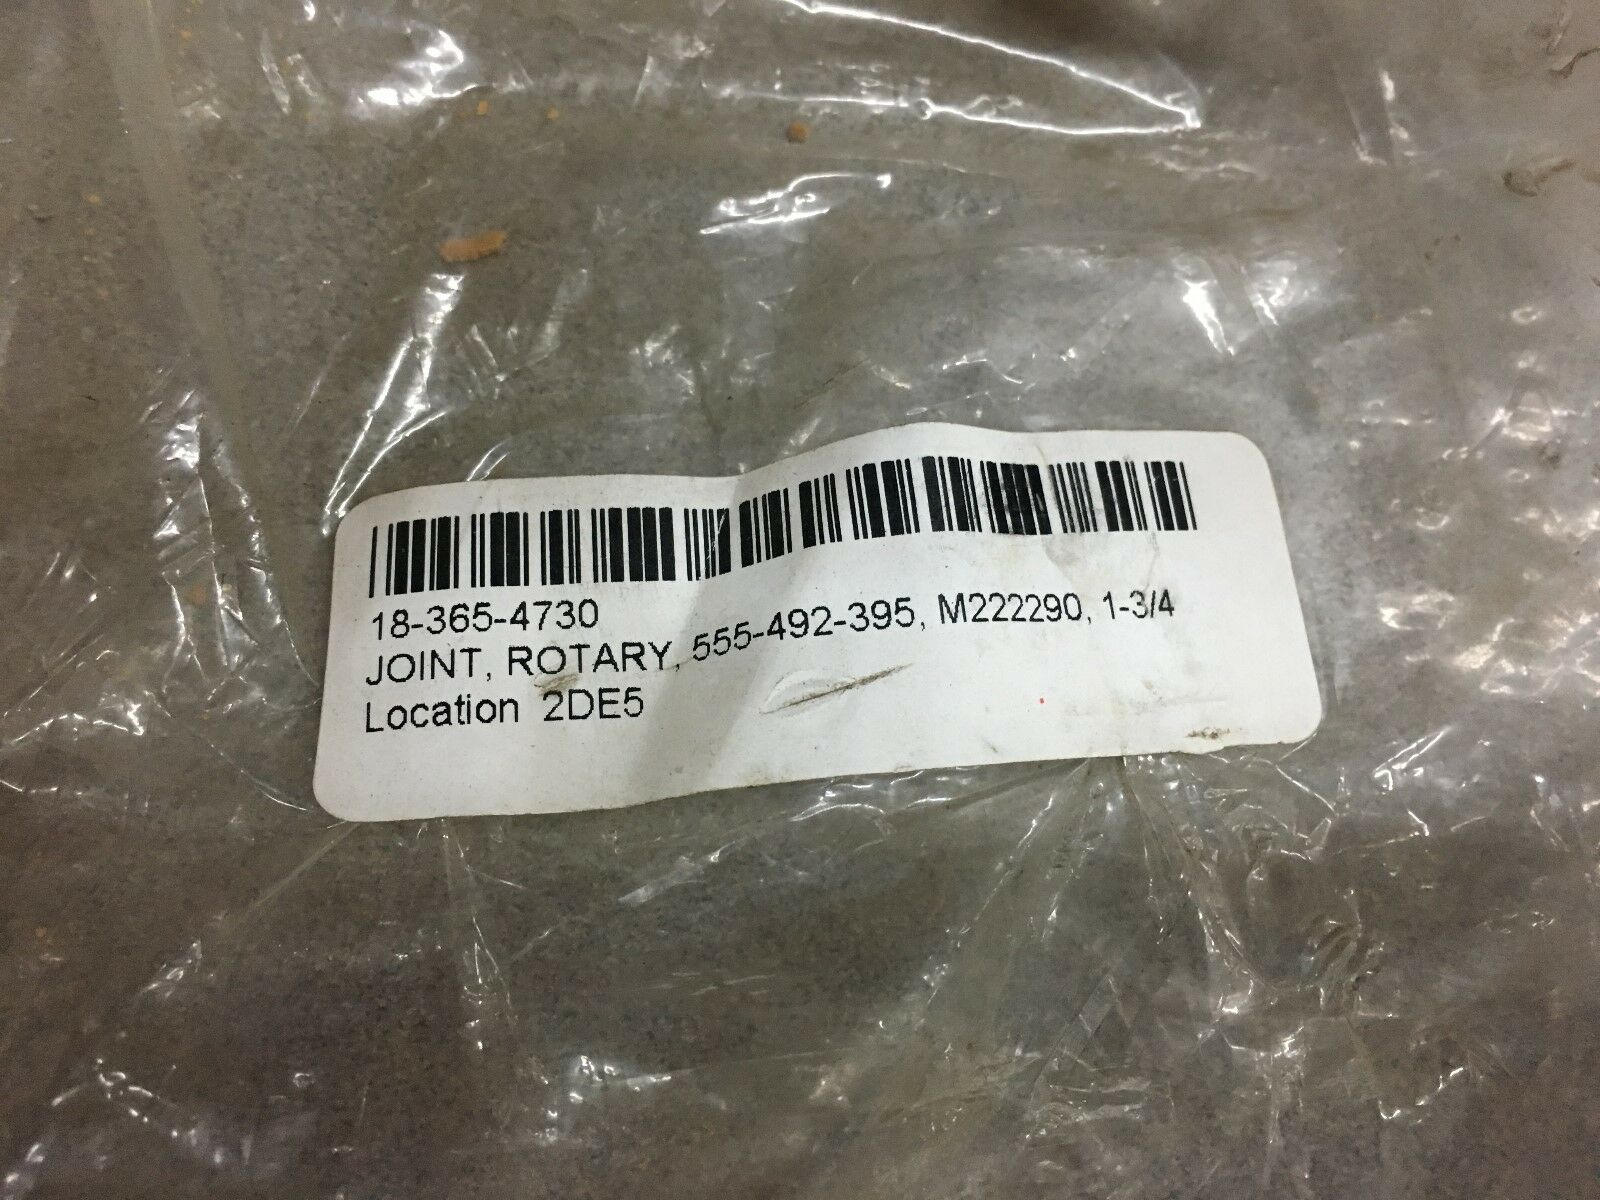 18-365-4730
JOINT, ROTARY, 555-492-395, M222290, 1-3/4
Location 2DE5